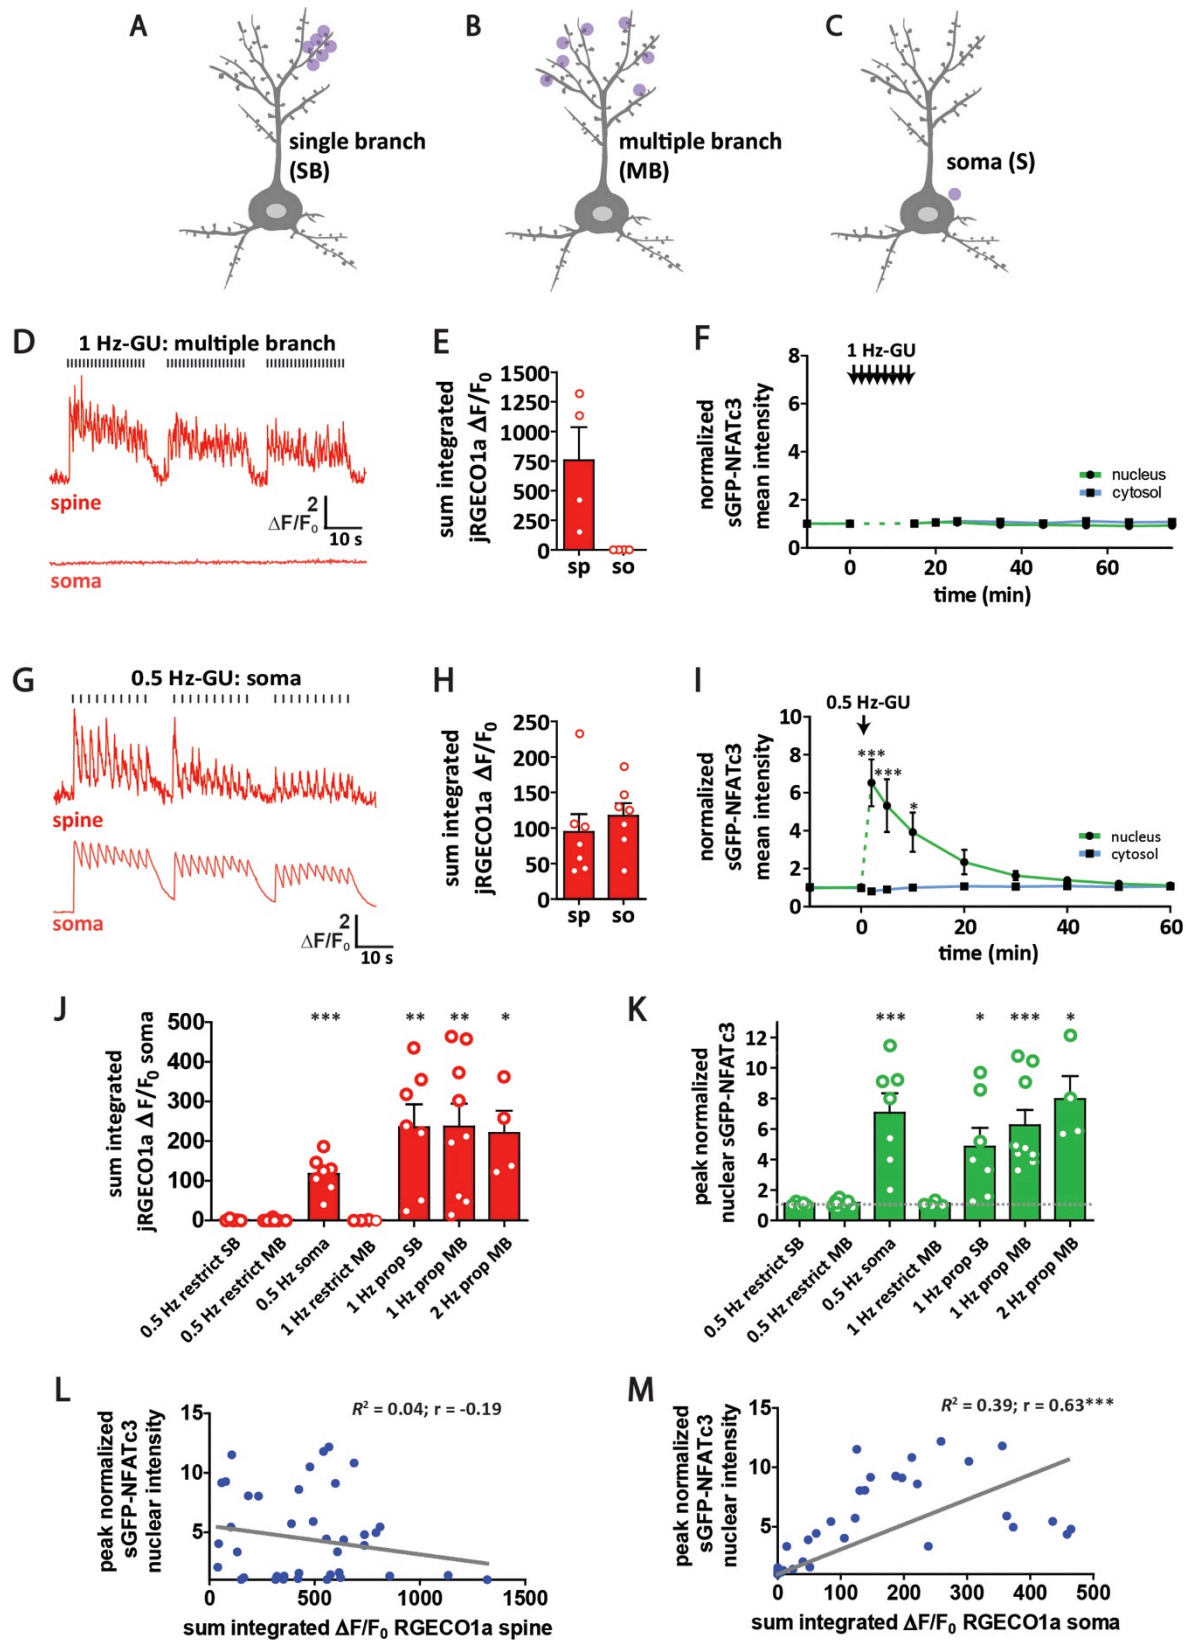 A
B
C
single branch
(SB)
multiple branch
(MB)
soma (S)
D
1 Hz-GU: multiple branch
spine
2
ΔF/F0
10 s
soma
E
sum integrated
jRGECO1a ΔF/F0
1500
1250
1000
750
500
250
0
sp so
F
1 Hz-GU
normalized
sGFP-NFATc3
mean intensity
8
6
4
2
0
nucleus
cytosol
0 20 40 60
time (min)
G
0.5 Hz-GU: soma
spine
soma
2
ΔF/F0
10 s
H
sum integrated
jRGECO1a ΔF/F0
250
200
150
100
50
0
sp so
I
0.5 Hz-GU
normalized
sGFP-NFATc3
mean intensity
10
8
6
4
2
0
***
***
*
nucleus
cytosol
0 20 40 60
time (min)
J
sum integrated
jRGECO1a Δ F/F0 soma
500
400
300
200
100
0
*** ** ** *
0.5 Hz restrict SB
0.5 Hz restrict MB
0.5 Hz soma
1 Hz restrict MB
1 Hz prop SB
1 Hz prop MB
2 Hz prop MB
K
peak normalized
nuclear sGFP-NFATc3
12
10
8
6
4
2
0
*** * *** *
0.5 Hz restrict SB
0.5 Hz restrict MB
0.5 Hz soma
1 Hz restrict MB
1 Hz prop SB
1 Hz prop MB
2 Hz prop MB
L
peak normalized
sGFP-NFATc3
nuclear intensity
15
10
5
R² = 0.04; r = -0.19
0 500 1000 1500
sum integrated ΔF/F0 RGECO1a spine
M
peak normalized
sGFP-NFATc3
nuclear intensity
15
10
5
R² = 0.39; r = 0.63***
0 100 200 300 400 500
sum integrated ΔF/F0 RGECO1a soma